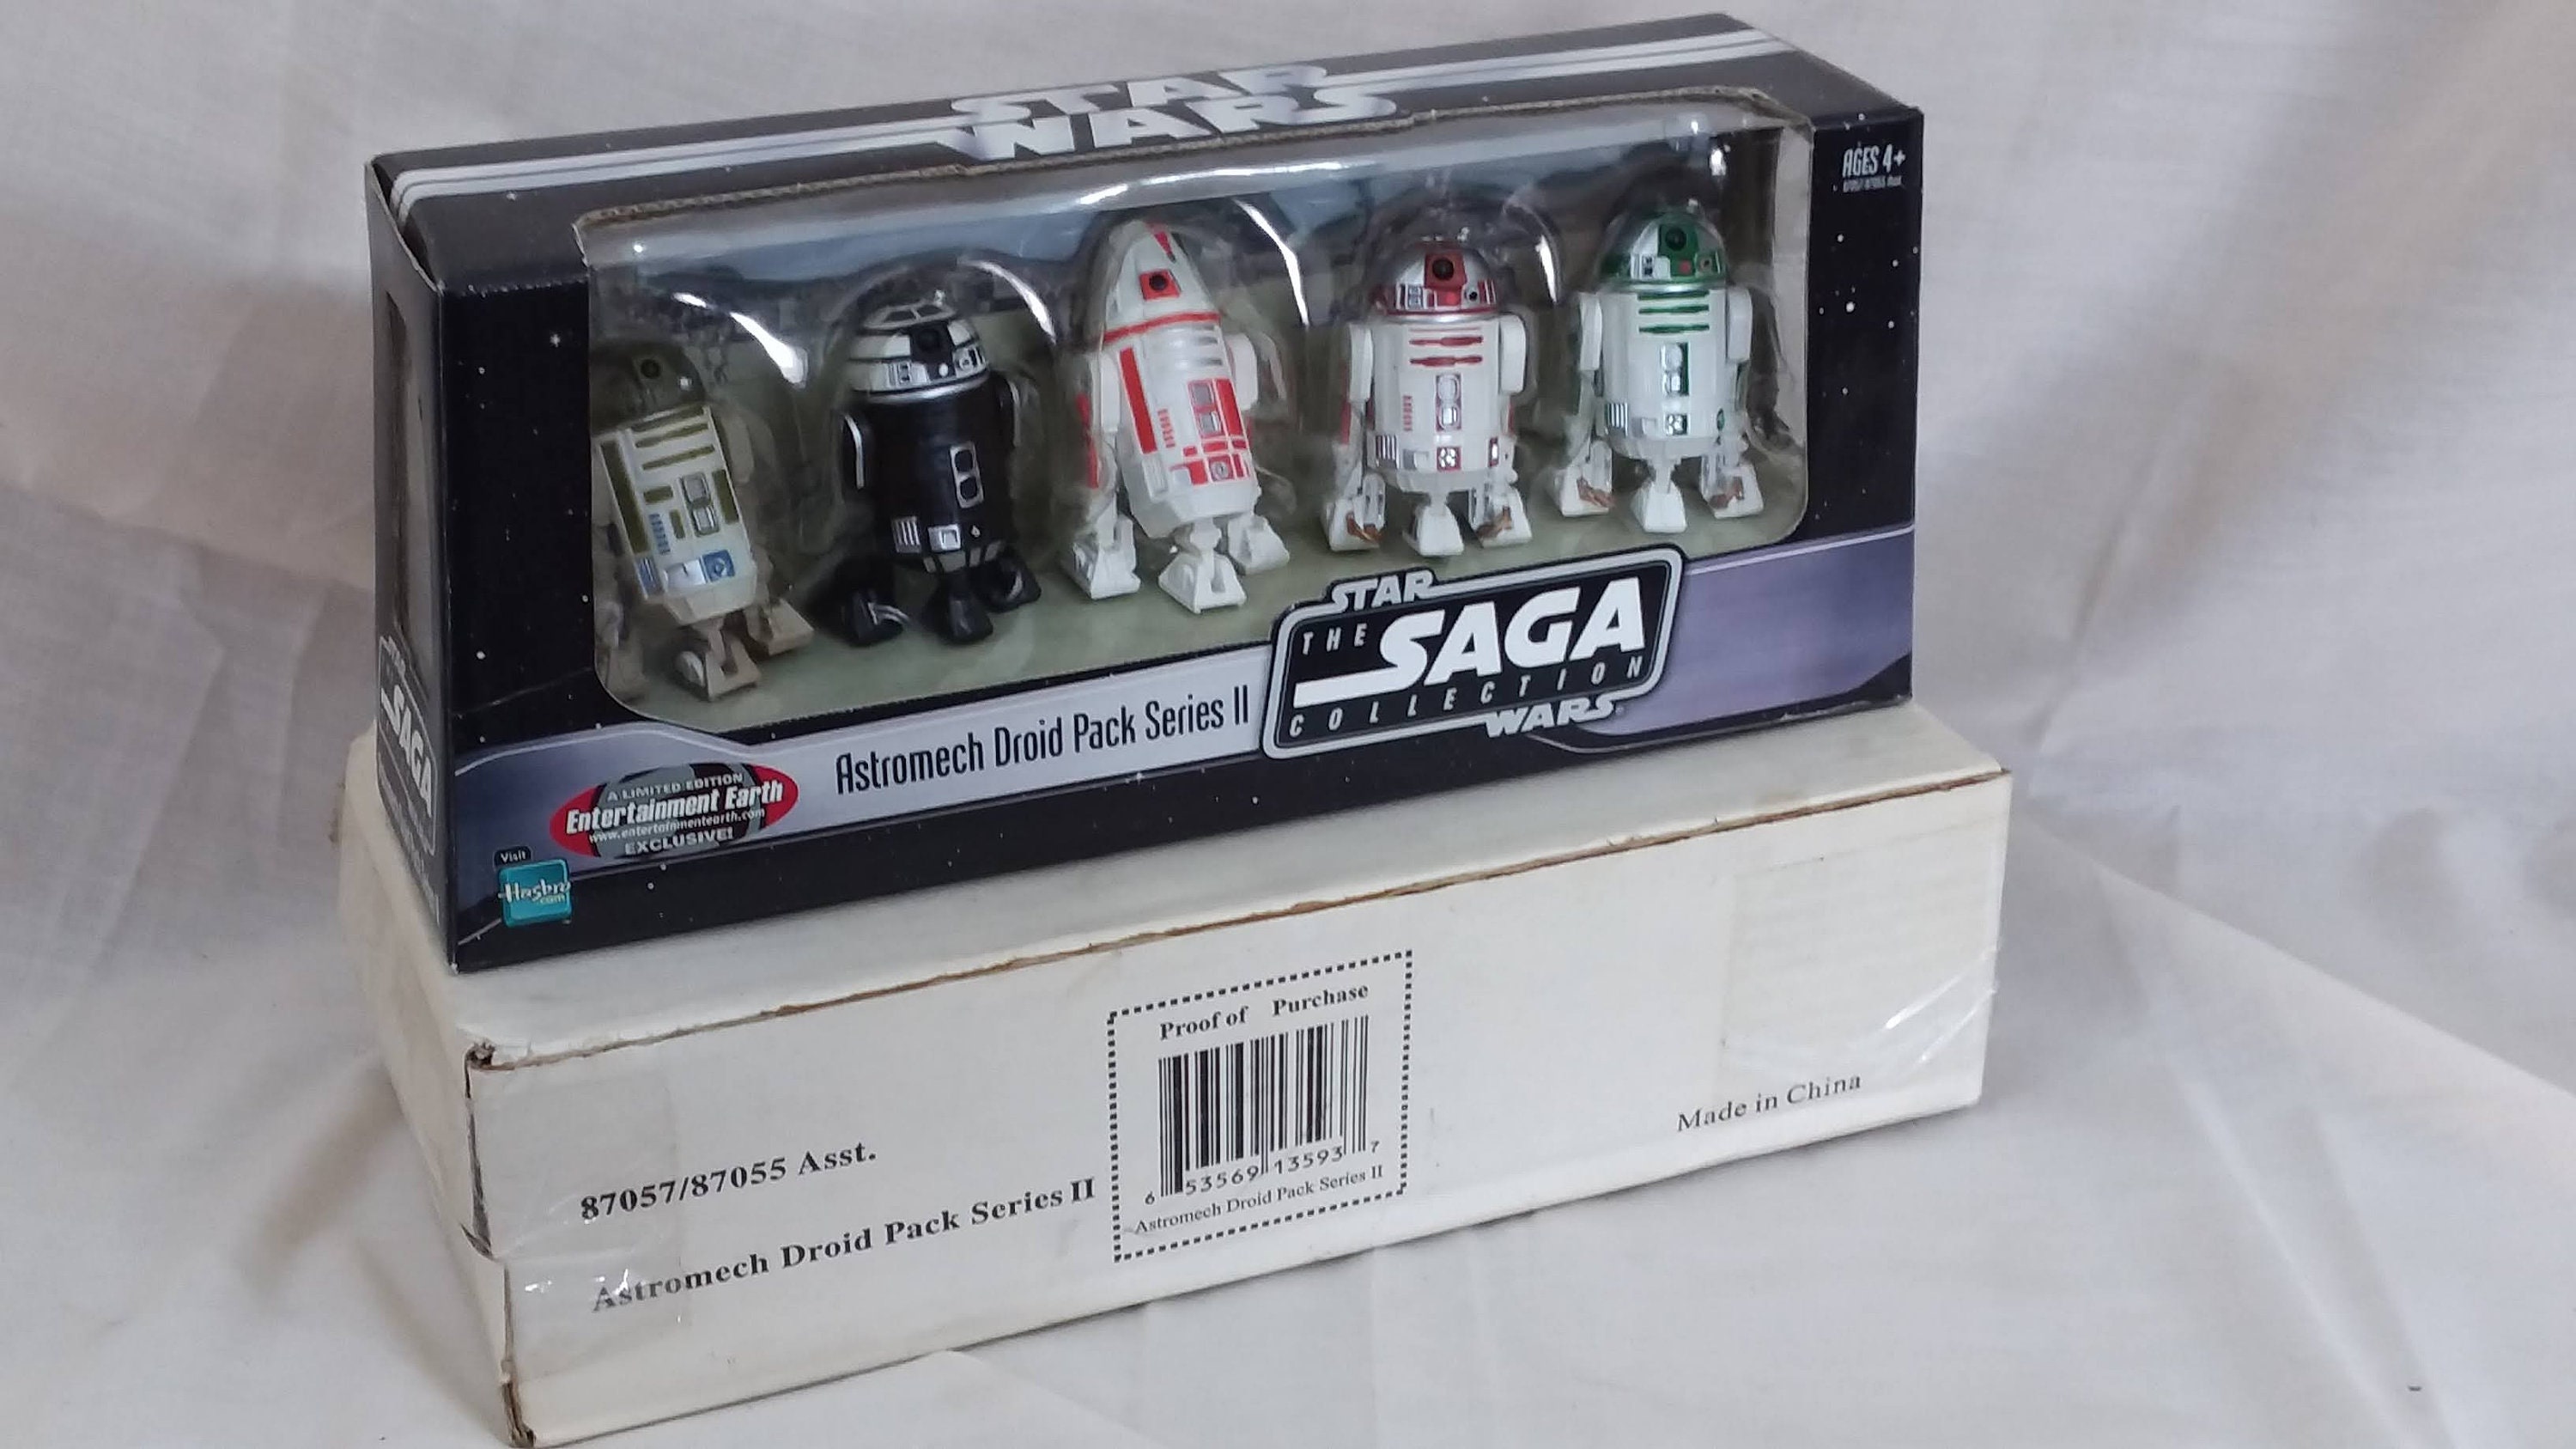 STAR
WARS
AGES 4+
87057/87055 Asst.
STAR
THE SAGA
COLLECTION
WARS
Astromech Droid Pack Series II
A LIMITED EDITION
Entertainment Earth
www.entertainmentearth.com
EXCLUSIVE!
Visit
Hasbro
.com
STAR
SAGA
Proof of Purchase
6 53569 13593 7
Astromech Droid Pack Series II
87057/87055 Asst.
Astromech Droid Pack Series II
Made in China